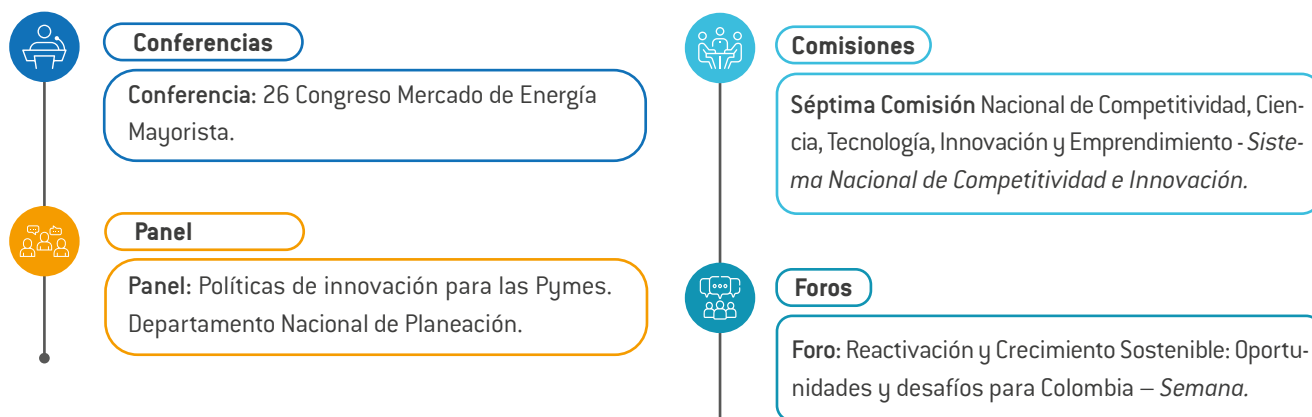 Conferencias
Conferencia: 26 Congreso Mercado de Energía
Mayorista.
Panel
Panel: Políticas de innovación para las Pymes.
Departamento Nacional de Planeación.
Comisiones
Séptima Comisión Nacional de Competitividad, Cien-
cia, Tecnología, Innovación y Emprendimiento - Siste-
ma Nacional de Competitividad e Innovación.
Foros
Foro: Reactivación y Crecimiento Sostenible: Oportu-
nidades y desafíos para Colombia – Semana.